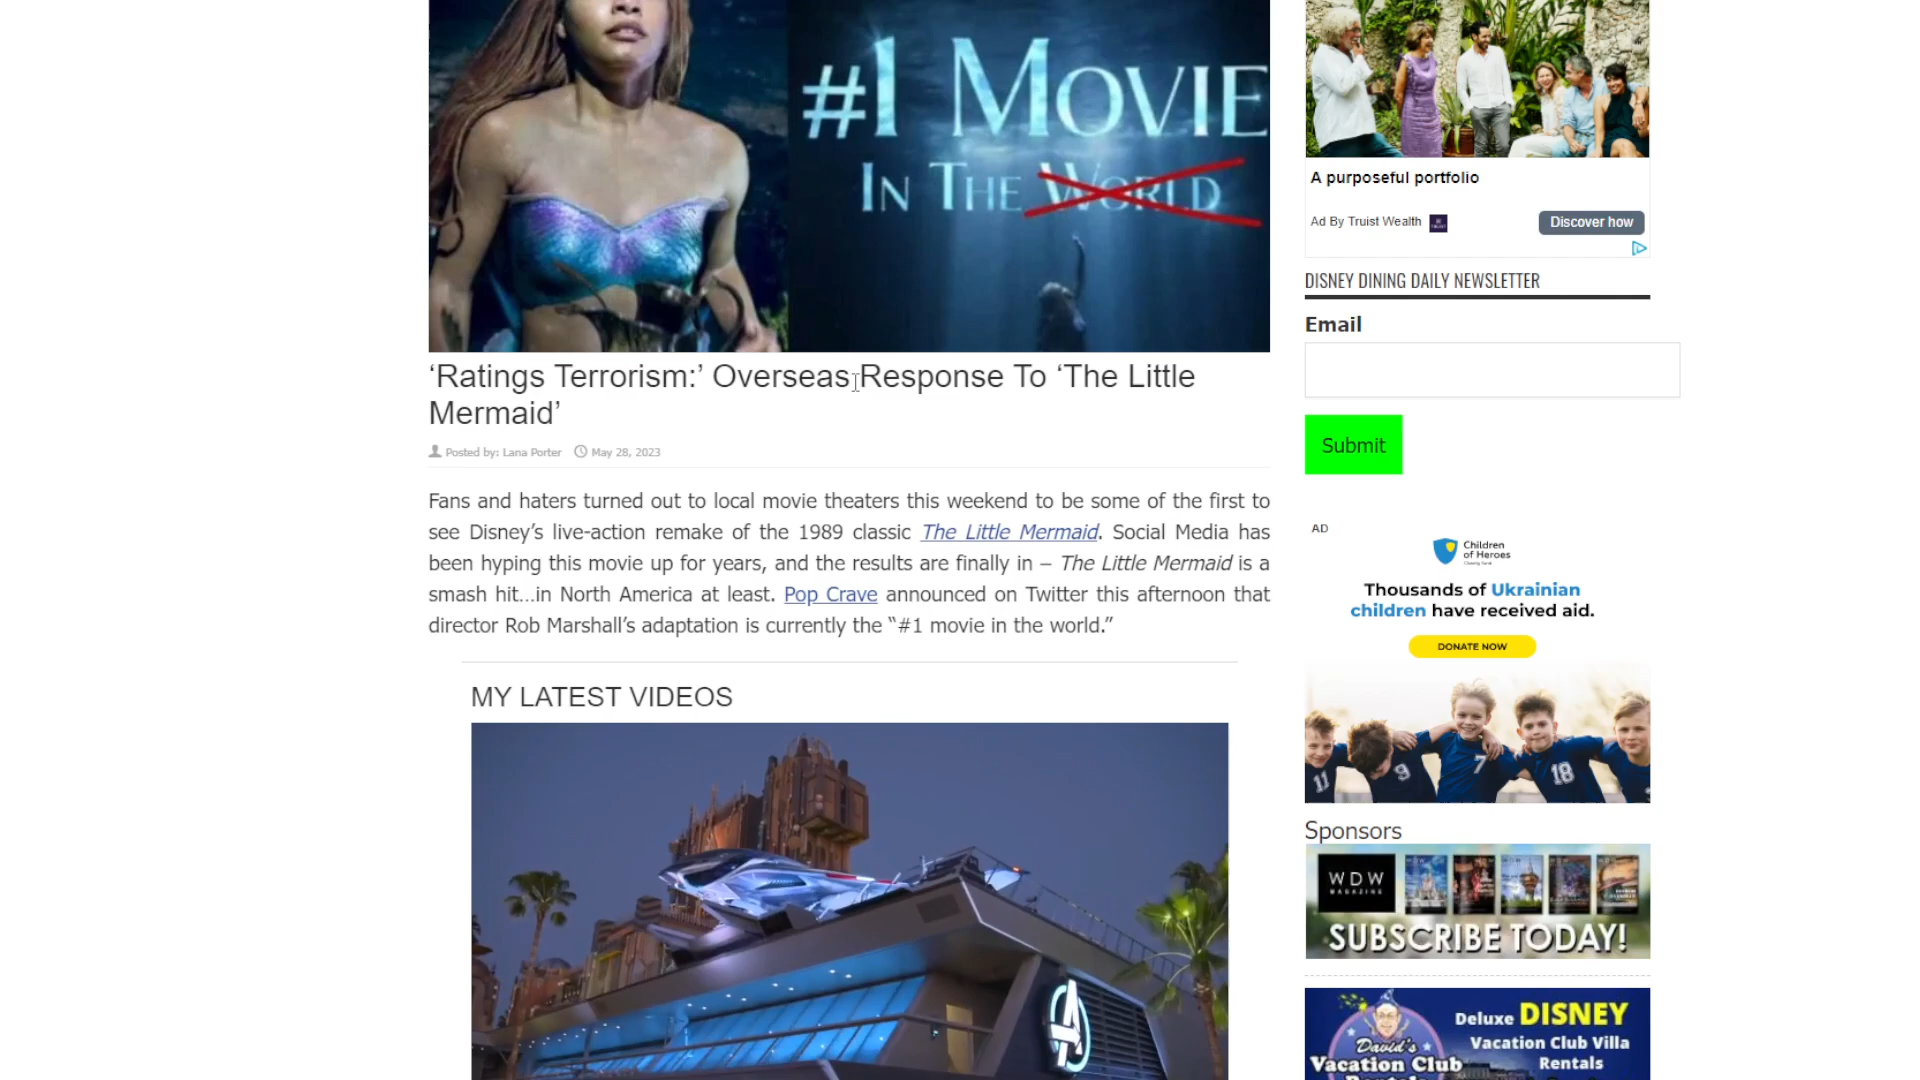 #1 MOVIE
IN THE WORLD
‘Ratings Terrorism:’ Overseas Response To ‘The Little
Mermaid’
Posted by: Lana Porter May 28, 2023
Fans and haters turned out to local movie theaters this weekend to be some of the first to
see Disney’s live-action remake of the 1989 classic The Little Mermaid. Social Media has
been hyping this movie up for years, and the results are finally in – The Little Mermaid is a
smash hit...in North America at least. Pop Crave announced on Twitter this afternoon that
director Rob Marshall’s adaptation is currently the “#1 movie in the world.”
MY LATEST VIDEOS
A purposeful portfolio
Ad By Truist Wealth
Discover how
DISNEY DINING DAILY NEWSLETTER
Email
Submit
AD
Children
of Heroes
Thousands of Ukrainian
children have received aid.
DONATE NOW
11
9
7
18
Sponsors
WDW
MAGAZINE
SUBSCRIBE TODAY!
Deluxe DISNEY
Vacation Club Villa
Rentals
David's
Vacation Club
Rentals